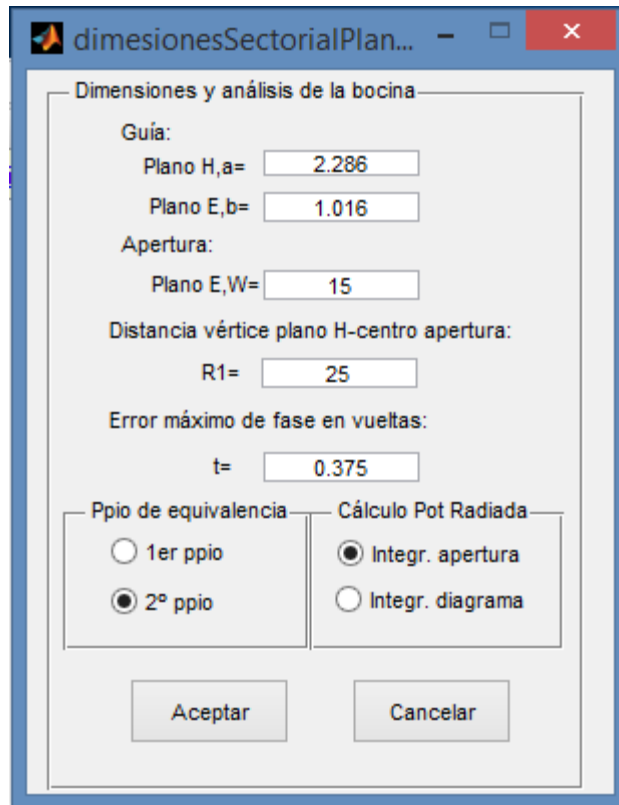 dimesionesSectorialPlan...
Dimensiones y análisis de la bocina
Guía:
Plano H,a= 2.286
Plano E,b= 1.016
Apertura:
Plano E,W= 15
Distancia vértice plano H-centro apertura:
R1= 25
Error máximo de fase en vueltas:
t= 0.375
Ppio de equivalencia Cálculo Pot Radiada
1er ppio Integr. apertura
2º ppio Integr. diagrama
Aceptar Cancelar